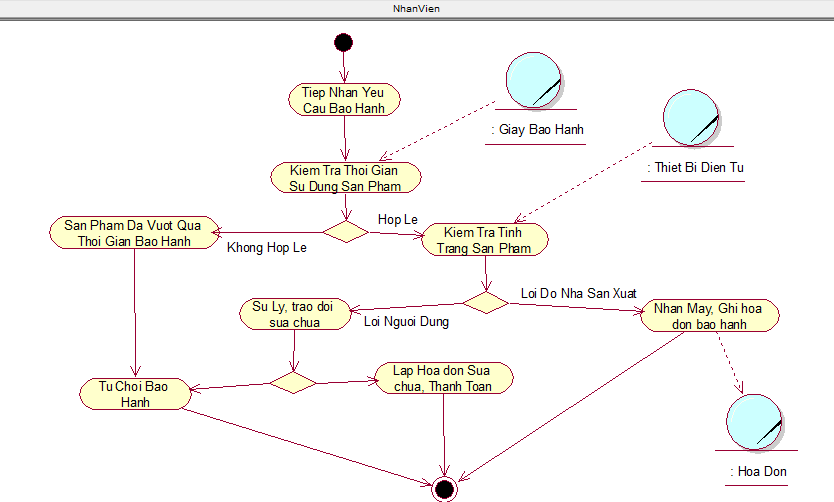 NhanVien
Tiep Nhan Yeu
Cau Bao Hanh
: Giay Bao Hanh
: Thiet Bi Dien Tu
Kiem Tra Thoi Gian
Su Dung San Pham
Hop Le
San Pham Da Vuot Qua
Thoi Gian Bao Hanh
Khong Hop Le
Kiem Tra Tinh
Trang San Pham
Loi Do Nha San Xuat
Su Ly, trao doi
sua chua
Loi Nguoi Dung
Nhan May, Ghi hoa
don bao hanh
Tu Choi Bao
Hanh
Lap Hoa don Sua
chua, Thanh Toan
: Hoa Don